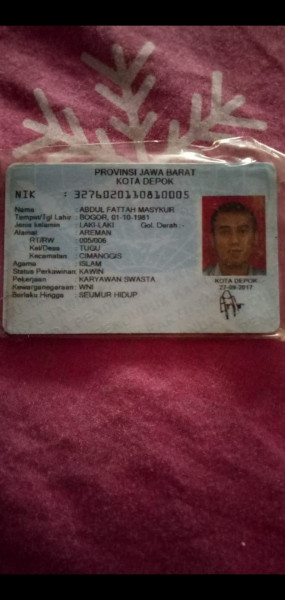 PROVINSI JAWA BARAT
KOTA DEPOK
NIK : 3276020110810005
Nama : ABDUL FATTAH MASYKUR
Tempat/Tgl Lahir : BOGOR, 01-10-1981
Jenis kelamin : LAKI-LAKI Gol. Darah :-
Alamat : AREMAN
RT/RW : 005/006
Kel/Desa : TUGU
Kecamatan : CIMANGGIS
Agama : ISLAM
Status Perkawinan : KAWIN
Pekerjaan : KARYAWAN SWASTA
Kewarganegaraan : WNI
Berlaku Hingga : SEUMUR HIDUP
KOTA DEPOK
27-09-2017